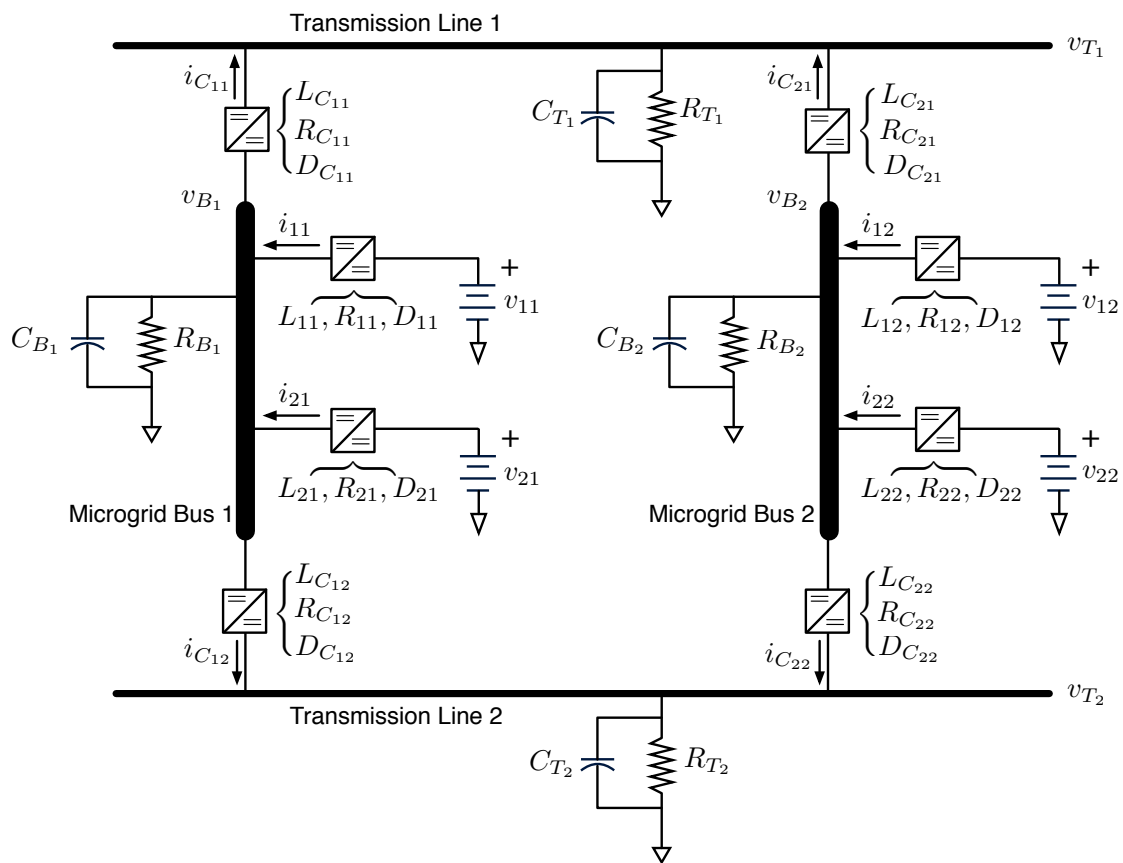 Transmission Line 1
v_{T_1}
i_{C_{11}}
L_{C_{11}}
R_{C_{11}}
D_{C_{11}}
C_{T_1}
R_{T_1}
i_{C_{21}}
L_{C_{21}}
R_{C_{21}}
D_{C_{21}}
v_{B_1}
i_{11}
+
v_{11}
L_{11}, R_{11}, D_{11}
C_{B_1}
R_{B_1}
i_{21}
+
v_{21}
L_{21}, R_{21}, D_{21}
Microgrid Bus 1
v_{B_2}
i_{12}
+
v_{12}
L_{12}, R_{12}, D_{12}
C_{B_2}
R_{B_2}
i_{22}
+
v_{22}
L_{22}, R_{22}, D_{22}
Microgrid Bus 2
L_{C_{12}}
R_{C_{12}}
D_{C_{12}}
i_{C_{12}}
L_{C_{22}}
R_{C_{22}}
D_{C_{22}}
i_{C_{22}}
v_{T_2}
Transmission Line 2
C_{T_2}
R_{T_2}